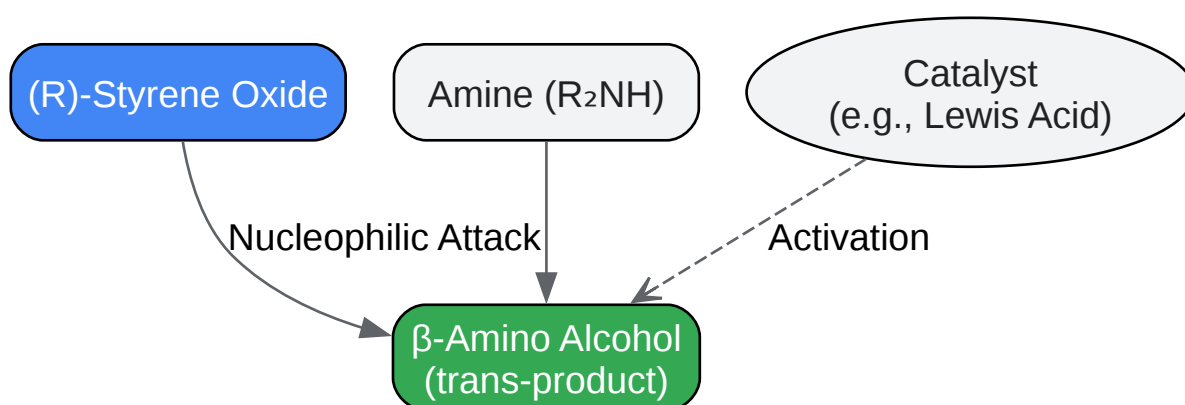 (R)-Styrene Oxide
Amine (R₂NH)
Catalyst
(e.g., Lewis Acid)
Nucleophilic Attack
Activation
β-Amino Alcohol
(trans-product)